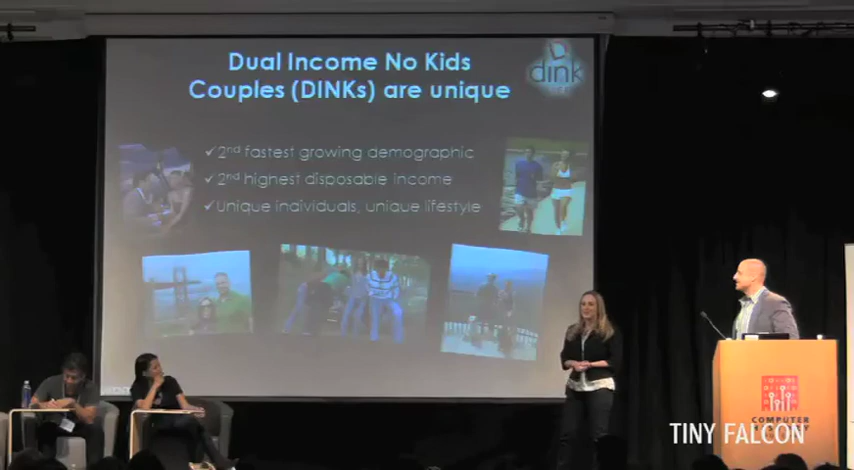 Dual Income No Kids
Couples (DINKs) are unique
dink
✓2nd fastest growing demographic
✓2nd highest disposable income
✓Unique individuals, unique lifestyle
COMPUTER
TINY FALCON